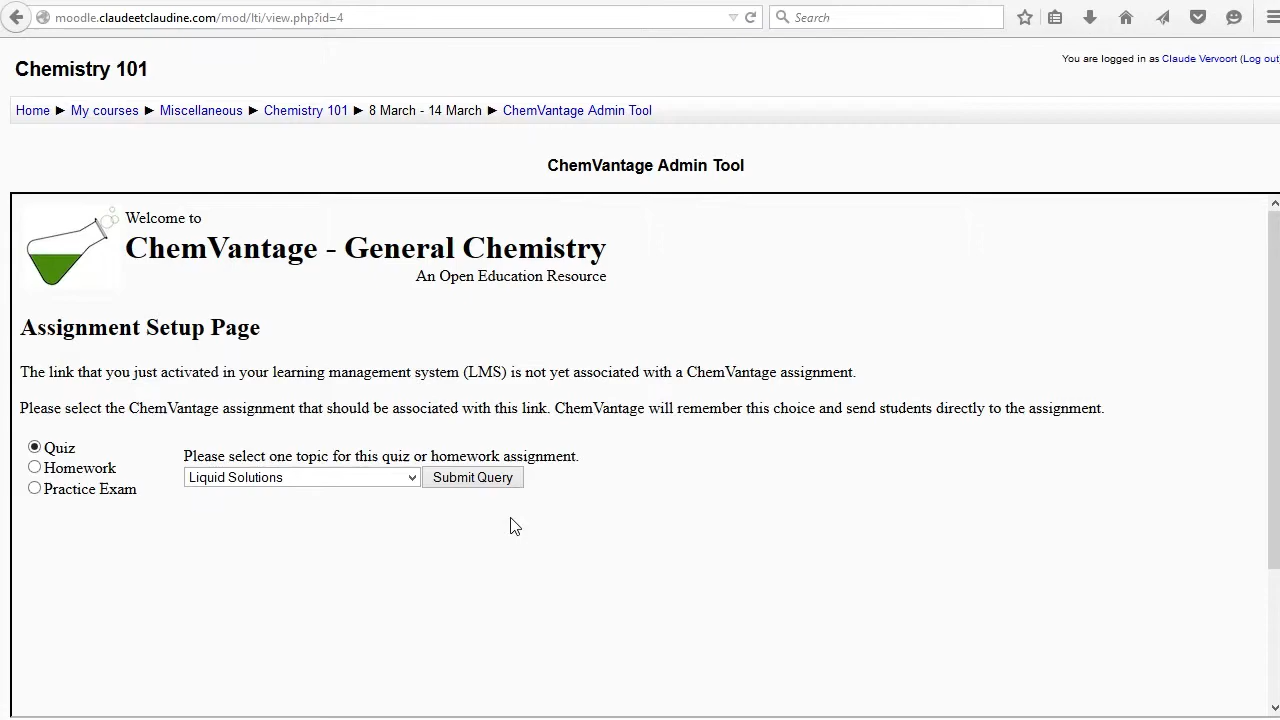 moodle.claudeetclaudine.com/mod/lti/view.php?id=4
Search
You are logged in as Claude Vervoort (Log out
Chemistry 101
Home ► My courses ► Miscellaneous ► Chemistry 101 ► 8 March - 14 March ► ChemVantage Admin Tool
ChemVantage Admin Tool
Welcome to
ChemVantage - General Chemistry
An Open Education Resource
Assignment Setup Page
The link that you just activated in your learning management system (LMS) is not yet associated with a ChemVantage assignment.
Please select the ChemVantage assignment that should be associated with this link. ChemVantage will remember this choice and send students directly to the assignment.
Quiz
Homework
Practice Exam
Please select one topic for this quiz or homework assignment.
Liquid Solutions
Submit Query